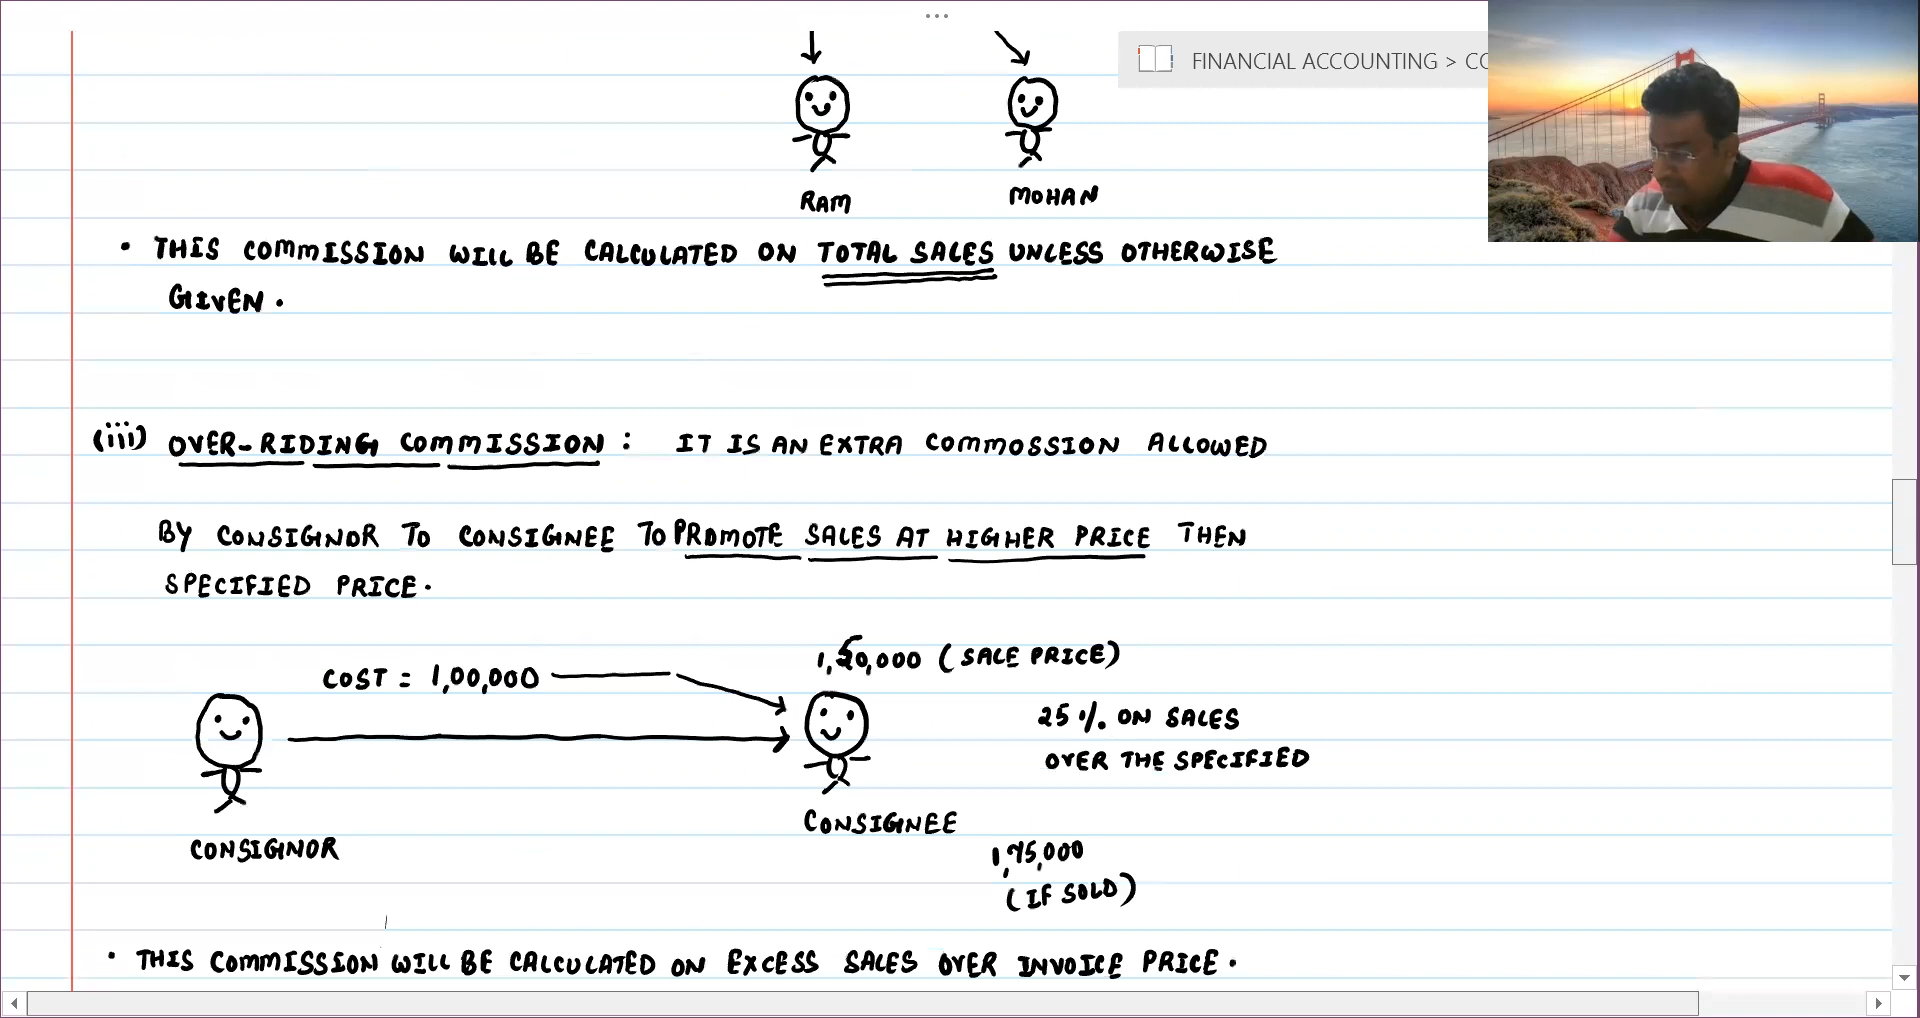 FINANCIAL ACCOUNTING > CO
RAM
MOHAN
• THIS COMMISSION WILL BE CALCULATED ON TOTAL SALES UNLESS OTHERWISE
GIVEN.
(iii) OVER-RIDING COMMISSION : IT IS AN EXTRA COMMOSSION ALLOWED
BY CONSIGNOR TO CONSIGNEE TO PROMOTE SALES AT HIGHER PRICE THEN
SPECIFIED PRICE.
1,50,000 (SALE PRICE)
COST = 1,00,000
25 % ON SALES
OVER THE SPECIFIED
CONSIGNEE
CONSIGNOR
1,75,000
(IF SOLD)
• THIS COMMISSION WILL BE CALCULATED ON EXCESS SALES OVER INVOICE PRICE.